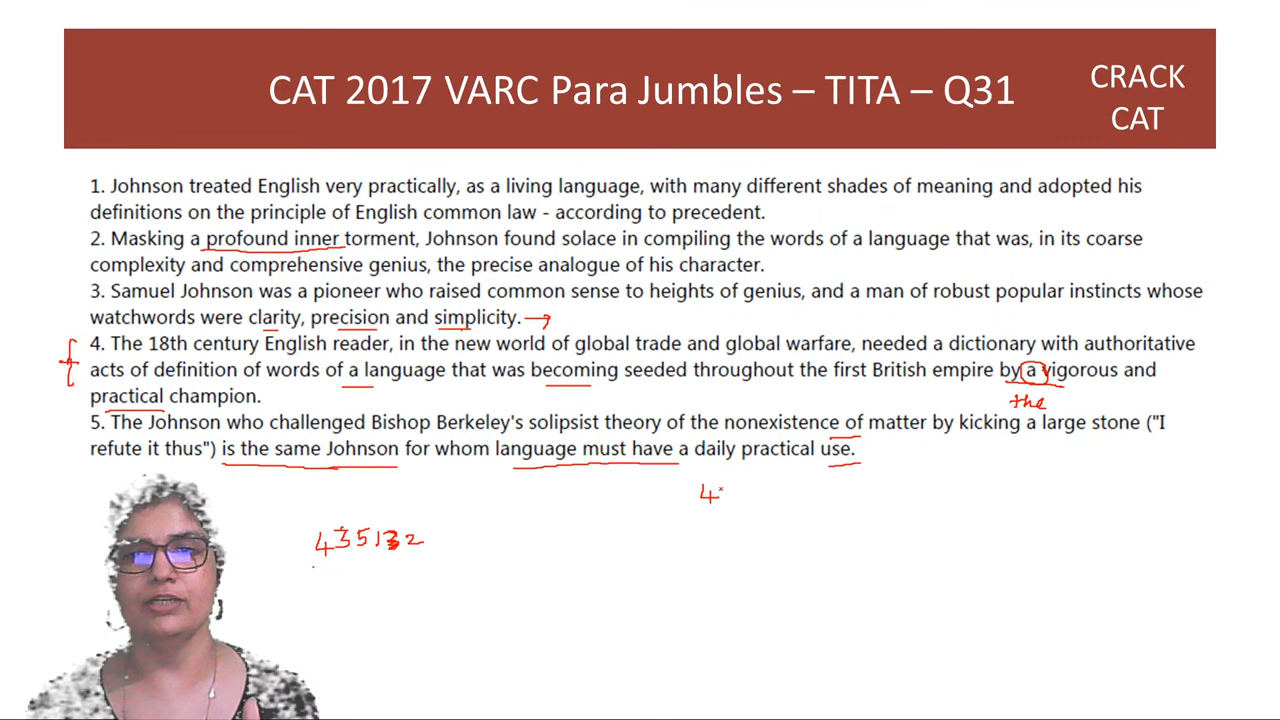 CAT 2017 VARC Para Jumbles – TITA – Q31
CRACK
CAT
1. Johnson treated English very practically, as a living language, with many different shades of meaning and adopted his
definitions on the principle of English common law - according to precedent.
2. Masking a profound inner torment, Johnson found solace in compiling the words of a language that was, in its coarse
complexity and comprehensive genius, the precise analogue of his character.
3. Samuel Johnson was a pioneer who raised common sense to heights of genius, and a man of robust popular instincts whose
watchwords were clarity, precision and simplicity.
4. The 18th century English reader, in the new world of global trade and global warfare, needed a dictionary with authoritative
acts of definition of words of a language that was becoming seeded throughout the first British empire by a vigorous and
practical champion.
the
5. The Johnson who challenged Bishop Berkeley's solipsist theory of the nonexistence of matter by kicking a large stone ("I
refute it thus") is the same Johnson for whom language must have a daily practical use.
4